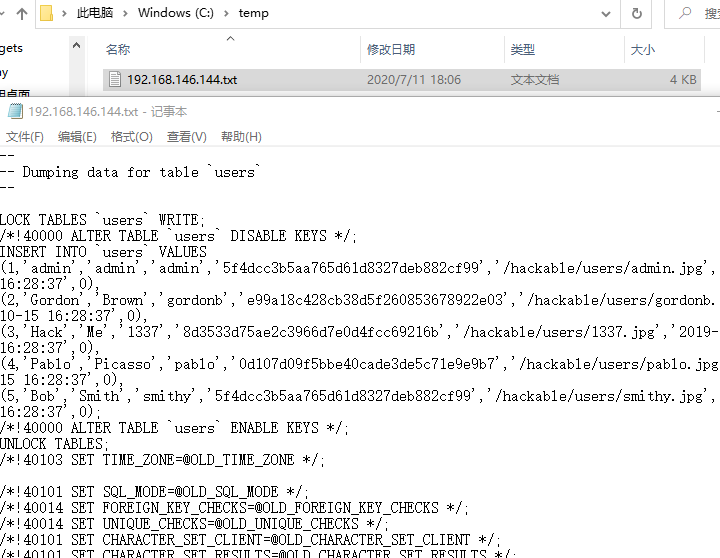 此电脑 > Windows (C:) > temp
gets
名称 修改日期 类型 大小
192.168.146.144.txt 2020/7/11 18:06 文本文档 4 KB
192.168.146.144.txt - 记事本
文件(F) 编辑(E) 格式(O) 查看(V) 帮助(H)
--
-- Dumping data for table `users`
--
LOCK TABLES `users` WRITE;
/*!40000 ALTER TABLE `users` DISABLE KEYS */;
INSERT INTO `users` VALUES
(1,'admin','admin','admin','5f4dcc3b5aa765d61d8327deb882cf99','/hackable/users/admin.jpg',
16:28:37',0),
(2,'Gordon','Brown','gordonb','e99a18c428cb38d5f260853678922e03','/hackable/users/gordonb.
10-15 16:28:37',0),
(3,'Hack','Me','1337','8d3533d75ae2c3966d7e0d4fcc69216b','/hackable/users/1337.jpg','2019-
16:28:37',0),
(4,'Pablo','Picasso','pablo','0d107d09f5bbe40cade3de5c71e9e9b7','/hackable/users/pablo.jpg
15 16:28:37',0),
(5,'Bob','Smith','smithy','5f4dcc3b5aa765d61d8327deb882cf99','/hackable/users/smithy.jpg',
16:28:37',0);
/*!40000 ALTER TABLE `users` ENABLE KEYS */;
UNLOCK TABLES;
/*!40103 SET TIME_ZONE=@OLD_TIME_ZONE */;
/*!40101 SET SQL_MODE=@OLD_SQL_MODE */;
/*!40014 SET FOREIGN_KEY_CHECKS=@OLD_FOREIGN_KEY_CHECKS */;
/*!40014 SET UNIQUE_CHECKS=@OLD_UNIQUE_CHECKS */;
/*!40101 SET CHARACTER_SET_CLIENT=@OLD_CHARACTER_SET_CLIENT */;
/*!40101 SET CHARACTER_SET_RESULTS=@OLD_CHARACTER_SET_RESULTS */;